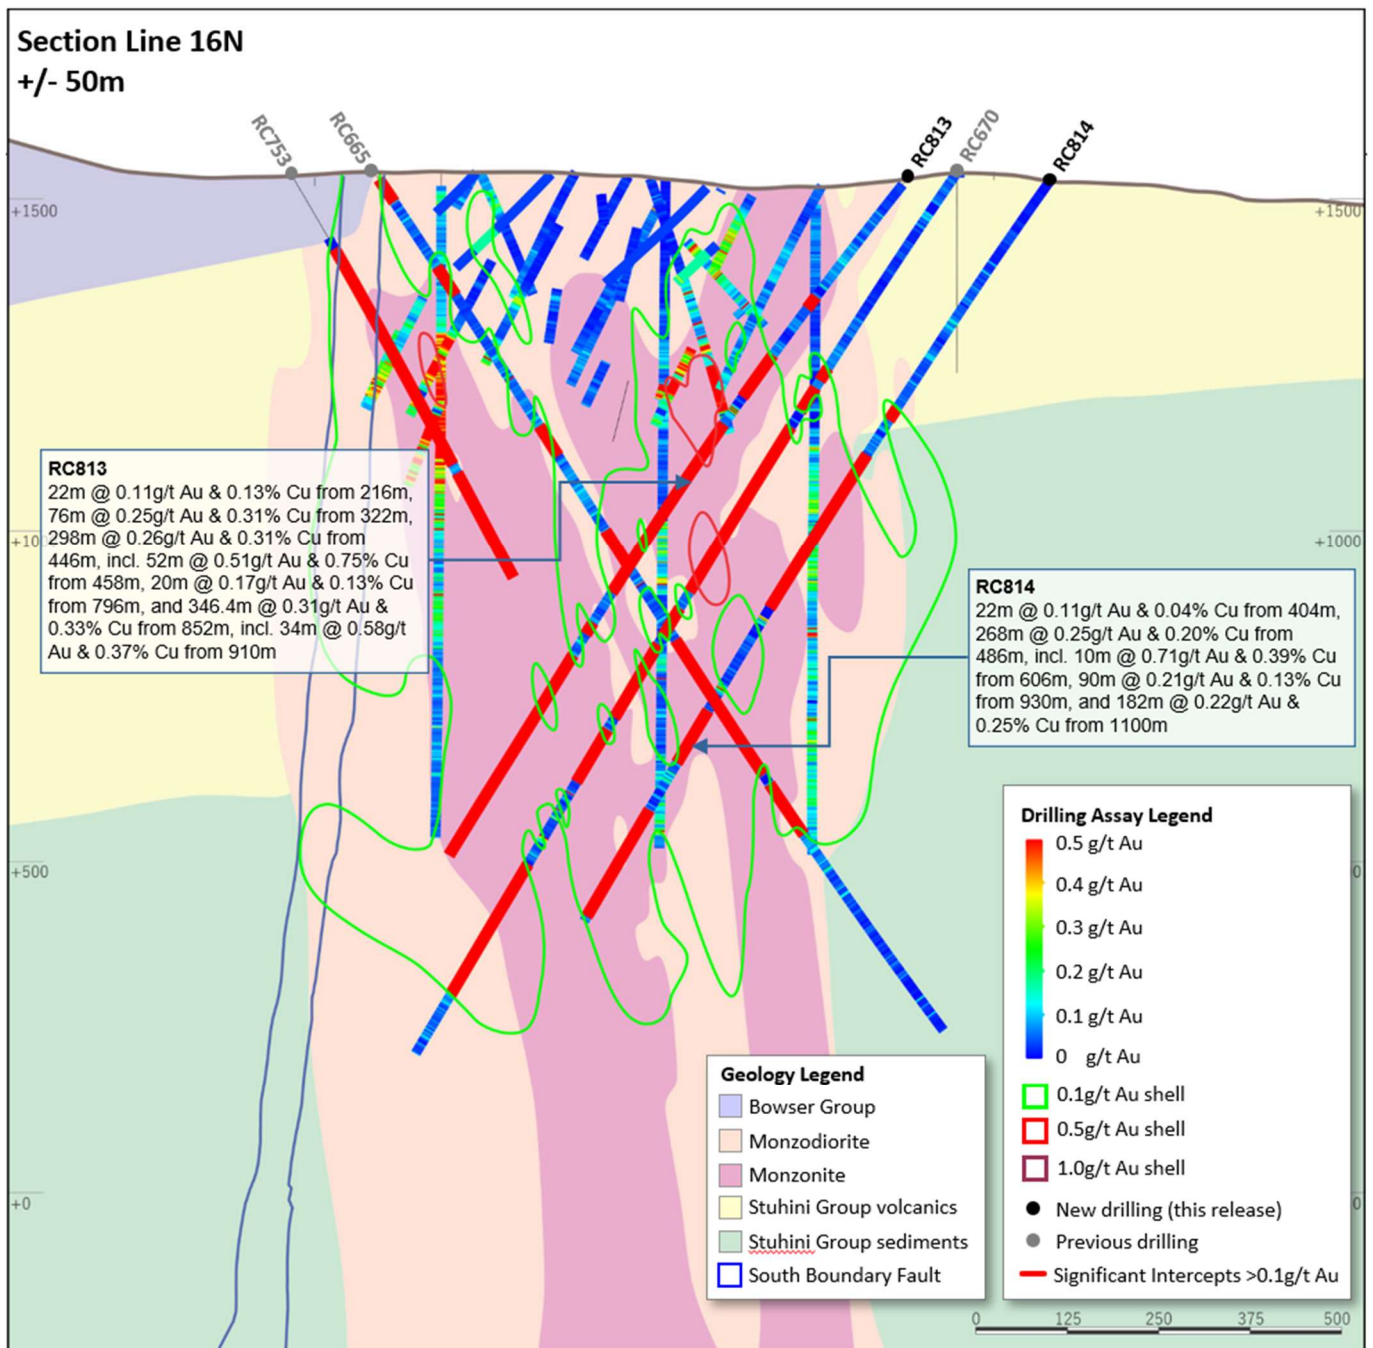 Section Line 16N
+/- 50m
RC753
RC665
RC813
RC670
RC814
+1500
+1500
RC813
22m @ 0.11g/t Au & 0.13% Cu from 216m,
76m @ 0.25g/t Au & 0.31% Cu from 322m,
298m @ 0.26g/t Au & 0.31% Cu from
446m, incl. 52m @ 0.51g/t Au & 0.75% Cu
from 458m, 20m @ 0.17g/t Au & 0.13% Cu
from 796m, and 346.4m @ 0.31g/t Au &
0.33% Cu from 852m, incl. 34m @ 0.58g/t
Au & 0.37% Cu from 910m
+1000
RC814
22m @ 0.11g/t Au & 0.04% Cu from 404m,
268m @ 0.25g/t Au & 0.20% Cu from
486m, incl. 10m @ 0.71g/t Au & 0.39% Cu
from 606m, 90m @ 0.21g/t Au & 0.13% Cu
from 930m, and 182m @ 0.22g/t Au &
0.25% Cu from 1100m
+500
+0
Geology Legend
Bowser Group
Monzodiorite
Monzonite
Stuhini Group volcanics
Stuhini Group sediments
South Boundary Fault
Drilling Assay Legend
0.5 g/t Au
0.4 g/t Au
0.3 g/t Au
0.2 g/t Au
0.1 g/t Au
0 g/t Au
0.1g/t Au shell
0.5g/t Au shell
1.0g/t Au shell
New drilling (this release)
Previous drilling
Significant Intercepts >0.1g/t Au
0 125 250 375 500